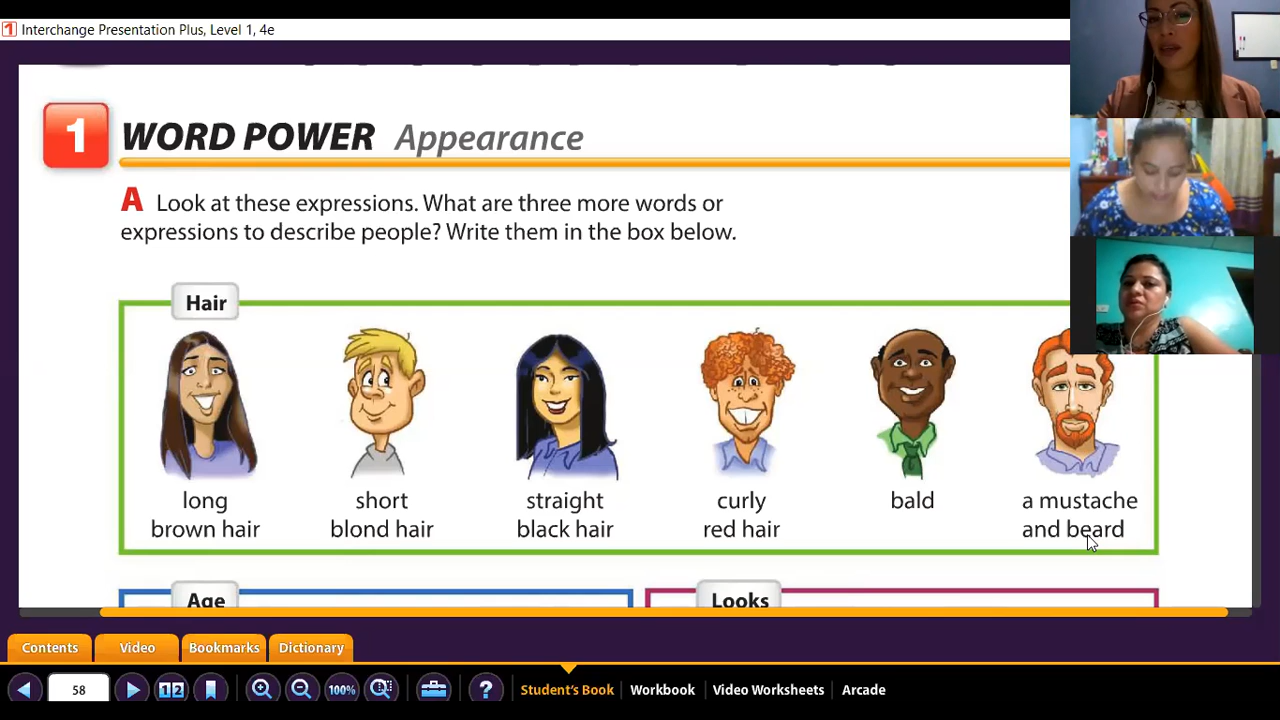 1 Interchange Presentation Plus, Level 1, 4e
1 WORD POWER Appearance
A Look at these expressions. What are three more words or
expressions to describe people? Write them in the box below.
Hair
long
brown hair
short
blond hair
straight
black hair
curly
red hair
bald
a mustache
and beard
Age
Looks
Contents Video Bookmarks Dictionary
58 12 100% ? Student's Book Workbook Video Worksheets Arcade